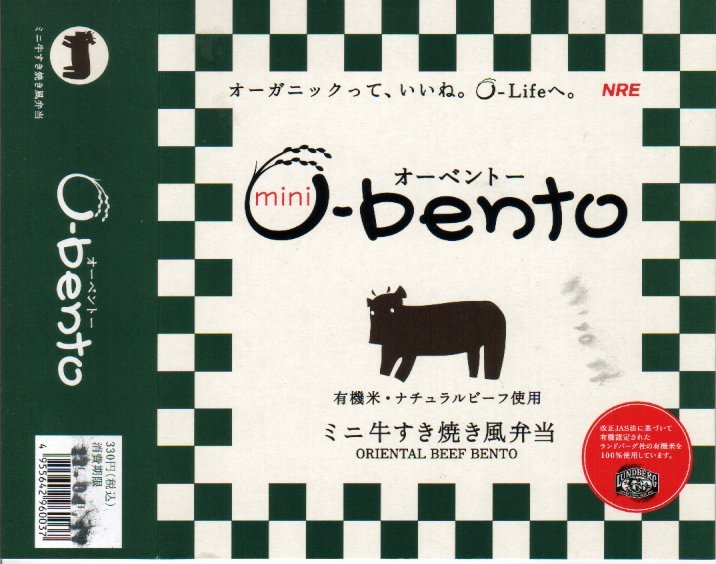 ミニ牛すき焼き風弁当
O-bento
オーベントー
330円(税込)
消費期限
4955642960037
オーガニックって、いいね。O-Lifeへ。 NRE
オーベントー
mini O-bento
有機米・ナチュラルビーフ使用
ミニ牛すき焼き風弁当
ORIENTAL BEEF BENTO
改正JAS法に基づいて
有機認定された
ランドバーグ社の有機米を
100%使用しています。
LUNDBERG